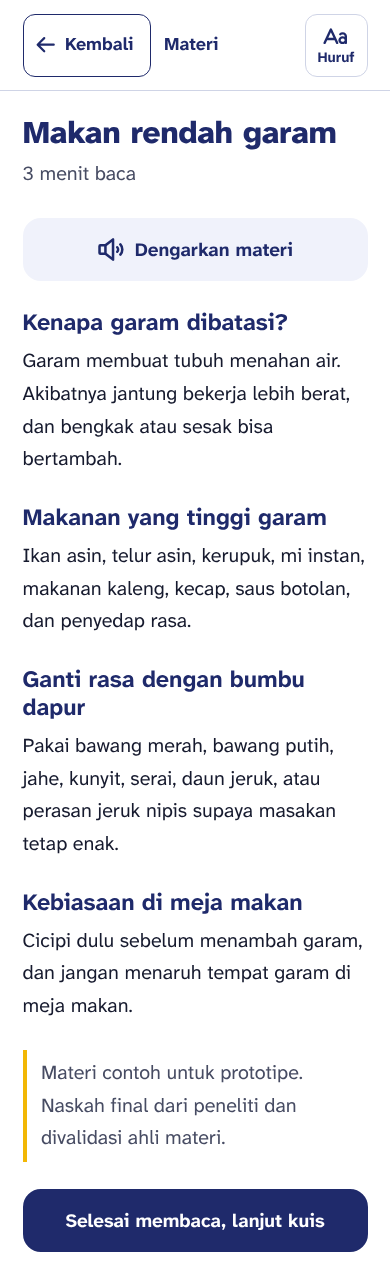 Kembali
Materi
Aa
Huruf
Makan rendah garam
3 menit baca
Dengarkan materi
Kenapa garam dibatasi?
Garam membuat tubuh menahan air.
Akibatnya jantung bekerja lebih berat,
dan bengkak atau sesak bisa
bertambah.
Makanan yang tinggi garam
Ikan asin, telur asin, kerupuk, mi instan,
makanan kaleng, kecap, saus botolan,
dan penyedap rasa.
Ganti rasa dengan bumbu
dapur
Pakai bawang merah, bawang putih,
jahe, kunyit, serai, daun jeruk, atau
perasan jeruk nipis supaya masakan
tetap enak.
Kebiasaan di meja makan
Cicipi dulu sebelum menambah garam,
dan jangan menaruh tempat garam di
meja makan.
Materi contoh untuk prototipe.
Naskah final dari peneliti dan
divalidasi ahli materi.
Selesai membaca, lanjut kuis